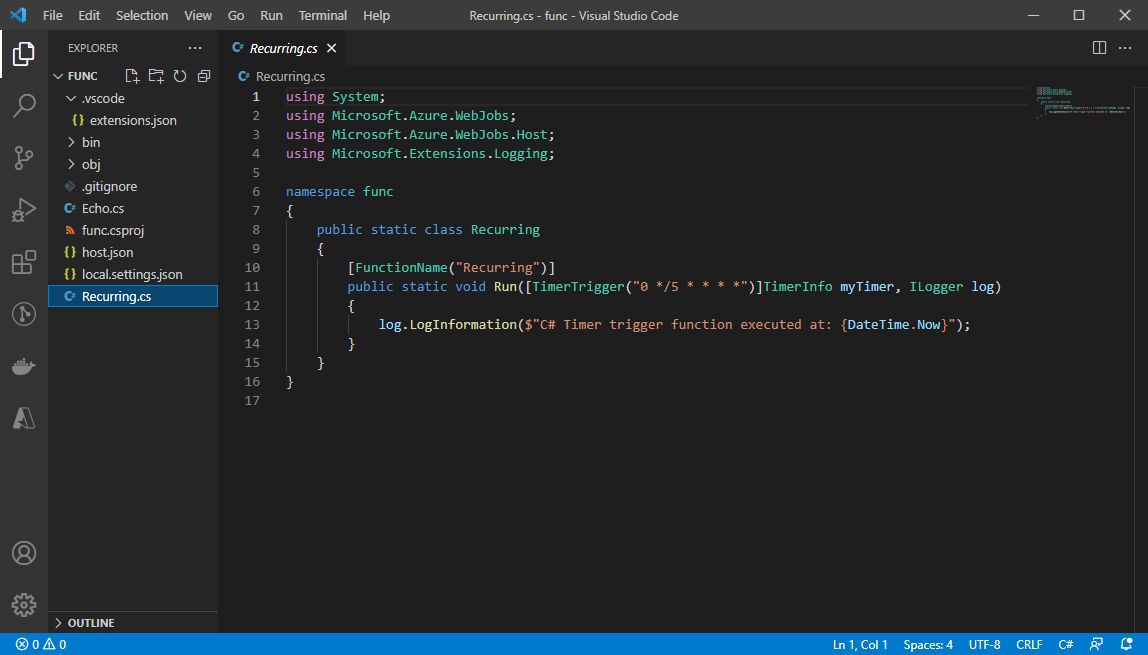 File Edit Selection View Go Run Terminal Help
Recurring.cs - func - Visual Studio Code
EXPLORER
FUNC
.vscode
{} extensions.json
bin
obj
.gitignore
C# Echo.cs
func.csproj
{} host.json
{} local.settings.json
C# Recurring.cs
OUTLINE
C# Recurring.cs
C# Recurring.cs
1 using System;
2 using Microsoft.Azure.WebJobs;
3 using Microsoft.Azure.WebJobs.Host;
4 using Microsoft.Extensions.Logging;
5
6 namespace func
7 {
8     public static class Recurring
9     {
10         [FunctionName("Recurring")]
11         public static void Run([TimerTrigger("0 */5 * * * *")]TimerInfo myTimer, ILogger log)
12         {
13             log.LogInformation($"C# Timer trigger function executed at: {DateTime.Now}");
14         }
15     }
16 }
17
0 0 Ln 1, Col 1 Spaces: 4 UTF-8 CRLF C#